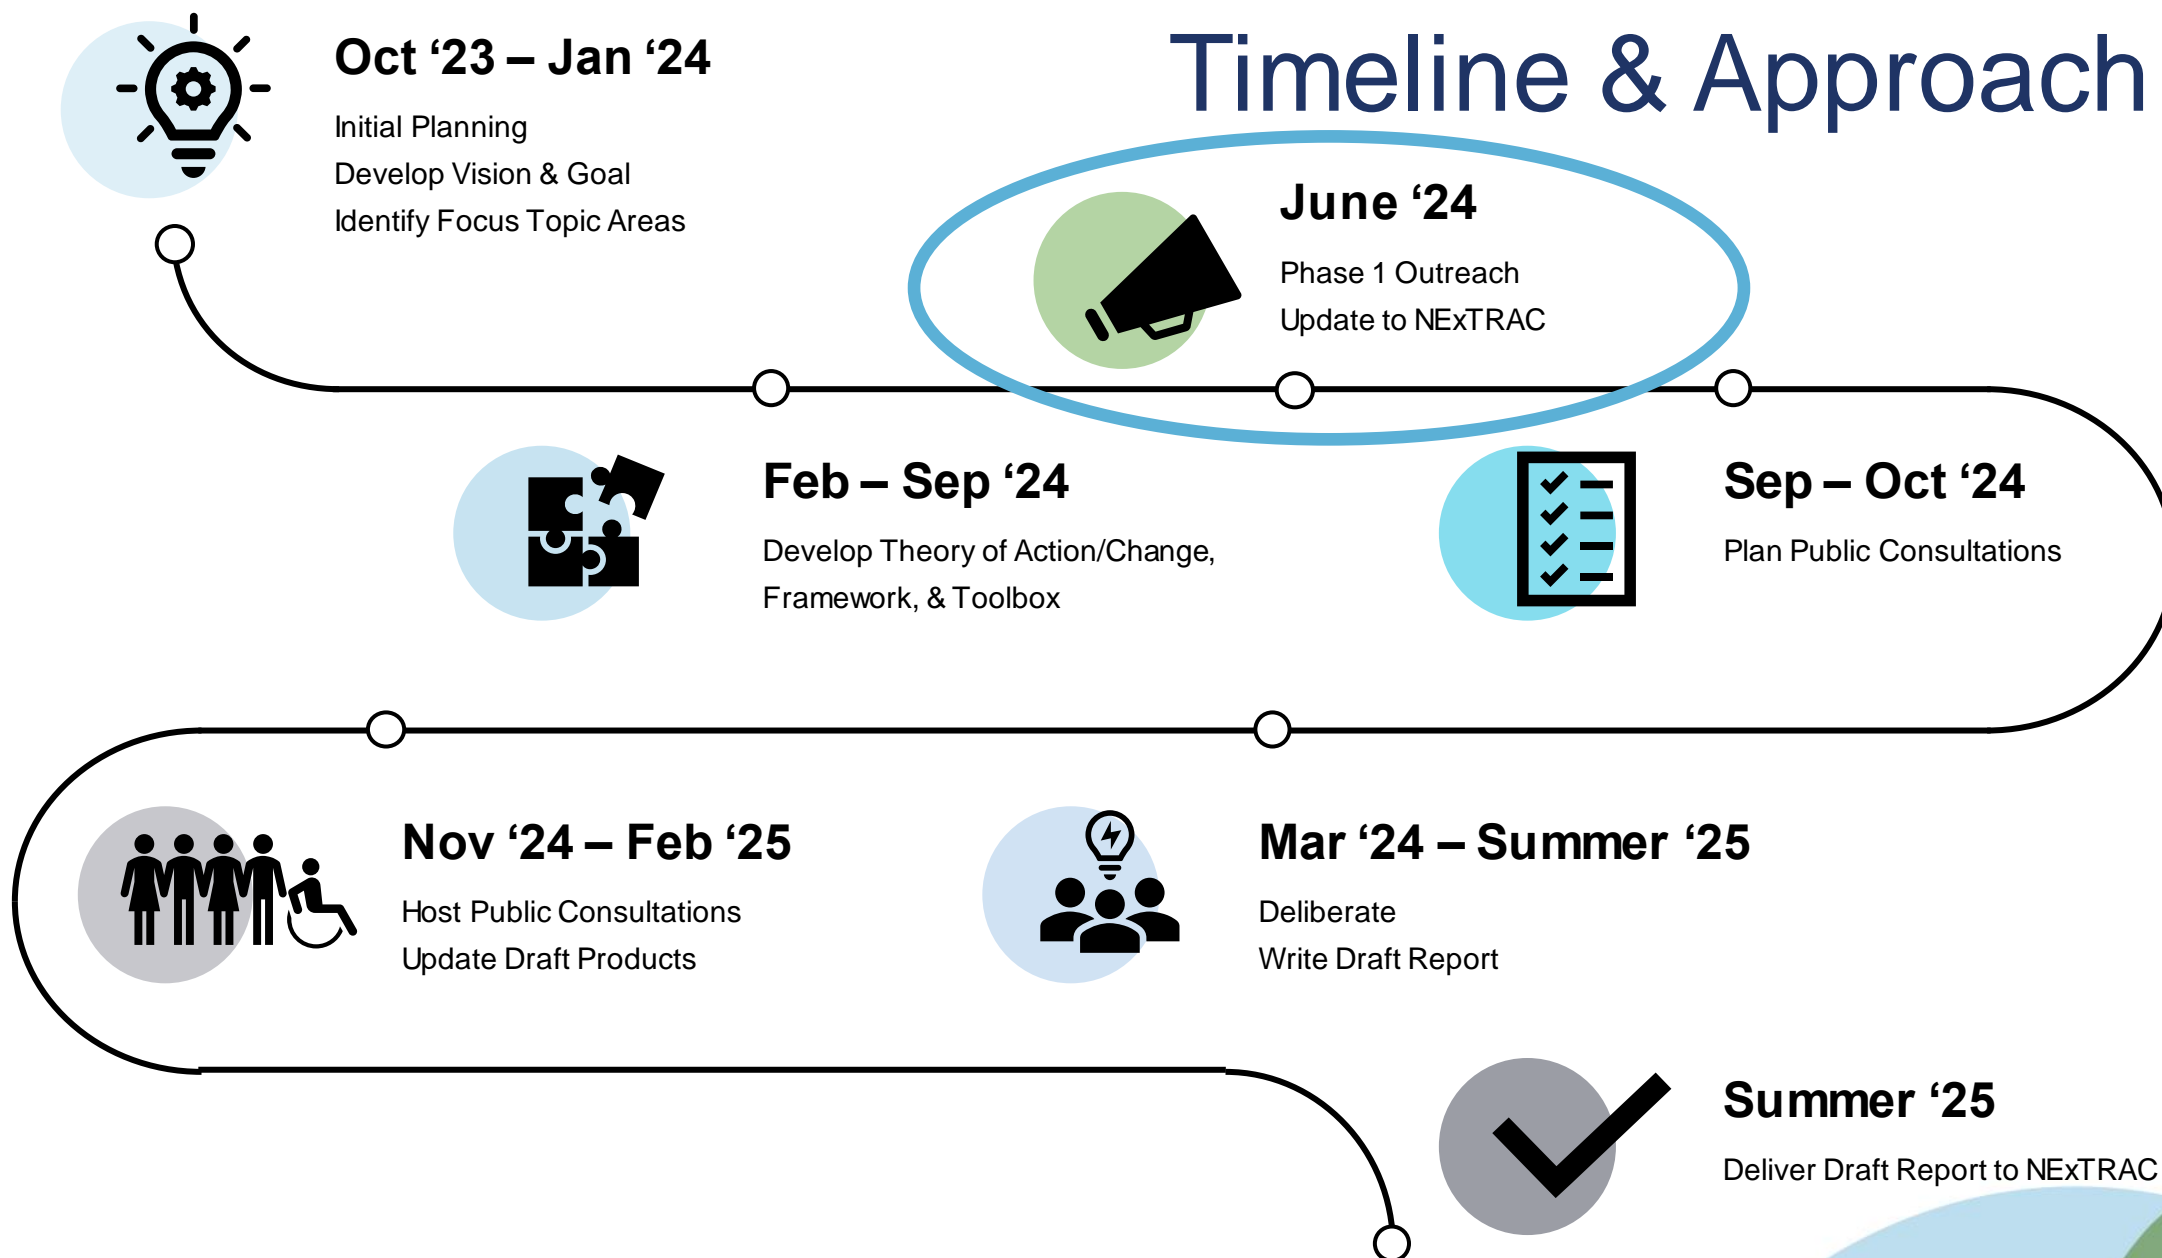 Timeline & Approach
Oct ‘23 – Jan ‘24
Initial Planning
Develop Vision & Goal
Identify Focus Topic Areas
June ‘24
Phase 1 Outreach
Update to NExTRAC
Feb – Sep ‘24
Develop Theory of Action/Change,
Framework, & Toolbox
Sep – Oct ‘24
Plan Public Consultations
Nov ‘24 – Feb ‘25
Host Public Consultations
Update Draft Products
Mar ‘24 – Summer ‘25
Deliberate
Write Draft Report
Summer ‘25
Deliver Draft Report to NExTRAC